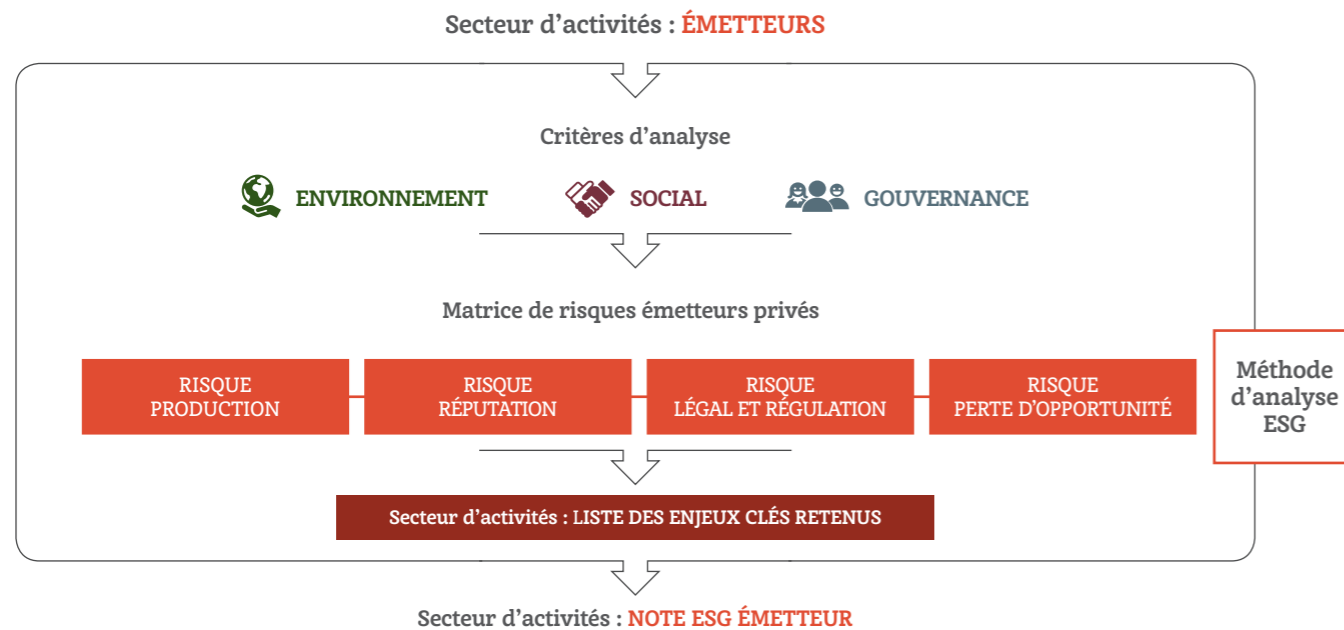 Secteur d’activités : ÉMETTEURS
Critères d’analyse
ENVIRONNEMENT
SOCIAL
GOUVERNANCE
Matrice de risques émetteurs privés
RISQUE
PRODUCTION
RISQUE
RÉPUTATION
RISQUE
LÉGAL ET RÉGULATION
RISQUE
PERTE D’OPPORTUNITÉ
Méthode
d’analyse
ESG
Secteur d’activités : LISTE DES ENJEUX CLÉS RETENUS
Secteur d’activités : NOTE ESG ÉMETTEUR